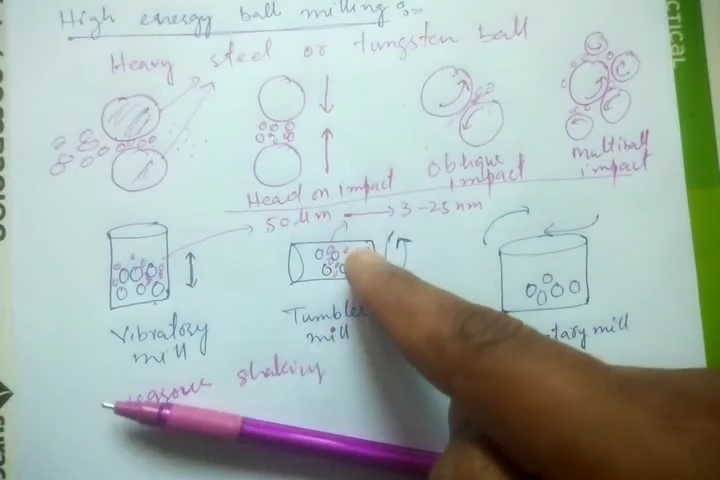 High energy ball milling :-
Heavy steel or tungsten ball
Head on impact
Oblique impact
Multiball impact
50 µm → 3-25 nm
Vibratory mill
Tumbler mill
mill
shaking